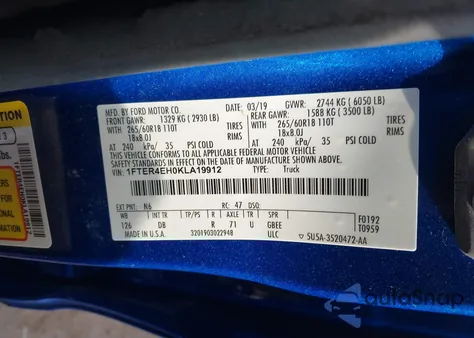 MFD. BY FORD MOTOR CO.
DATE: 03/19 GVWR: 2744 KG ( 6050 LB)
FRONT GAWR: 1329 KG ( 2930 LB) REAR GAWR: 1588 KG ( 3500 LB)
WITH 265/60R18 110T TIRES WITH 265/60R18 110T TIRES
18x8.0J RIMS 18x8.0J RIMS
AT 240 kPa/ 35 PSI COLD AT 240 kPa/ 35 PSI COLD
THIS VEHICLE CONFORMS TO ALL APPLICABLE FEDERAL MOTOR VEHICLE
SAFETY STANDARDS IN EFFECT ON THE DATE OF MANUFACTURE SHOWN ABOVE.
VIN: 1FTER4EH0KLA19912 TYPE: Truck
EXT PNT: N6 RC: 47 DSO:
WB INT TR TP/PS R AXLE TR SPR
126 DB R 71 U GBEE
F0192
T0959
3201903022948 ULC
5U5A-3520472-AA
autoSnap